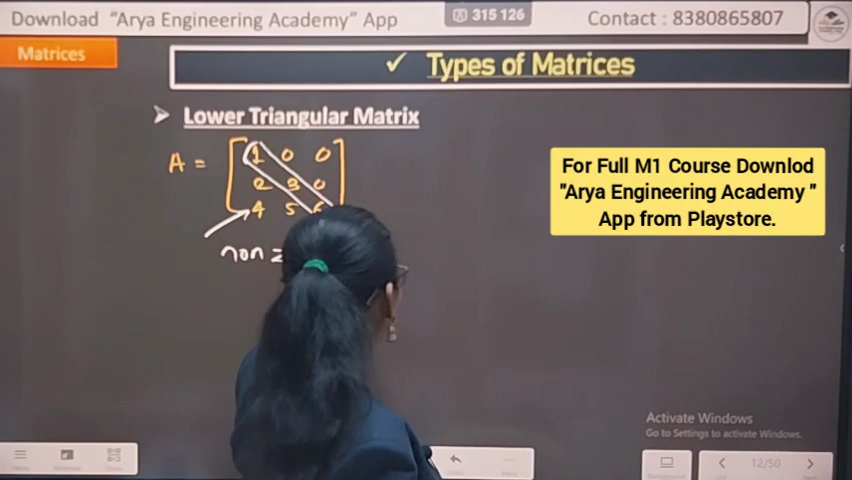 Download “Arya Engineering Academy” App
315 126
Contact : 8380865807
Matrices
✓ Types of Matrices
➢ Lower Triangular Matrix
A = [1 0 0
2 3 0
4 5 6
non z
For Full M1 Course Downlod
"Arya Engineering Academy "
App from Playstore.
Activate Windows
Go to Settings to activate Windows.
12/50